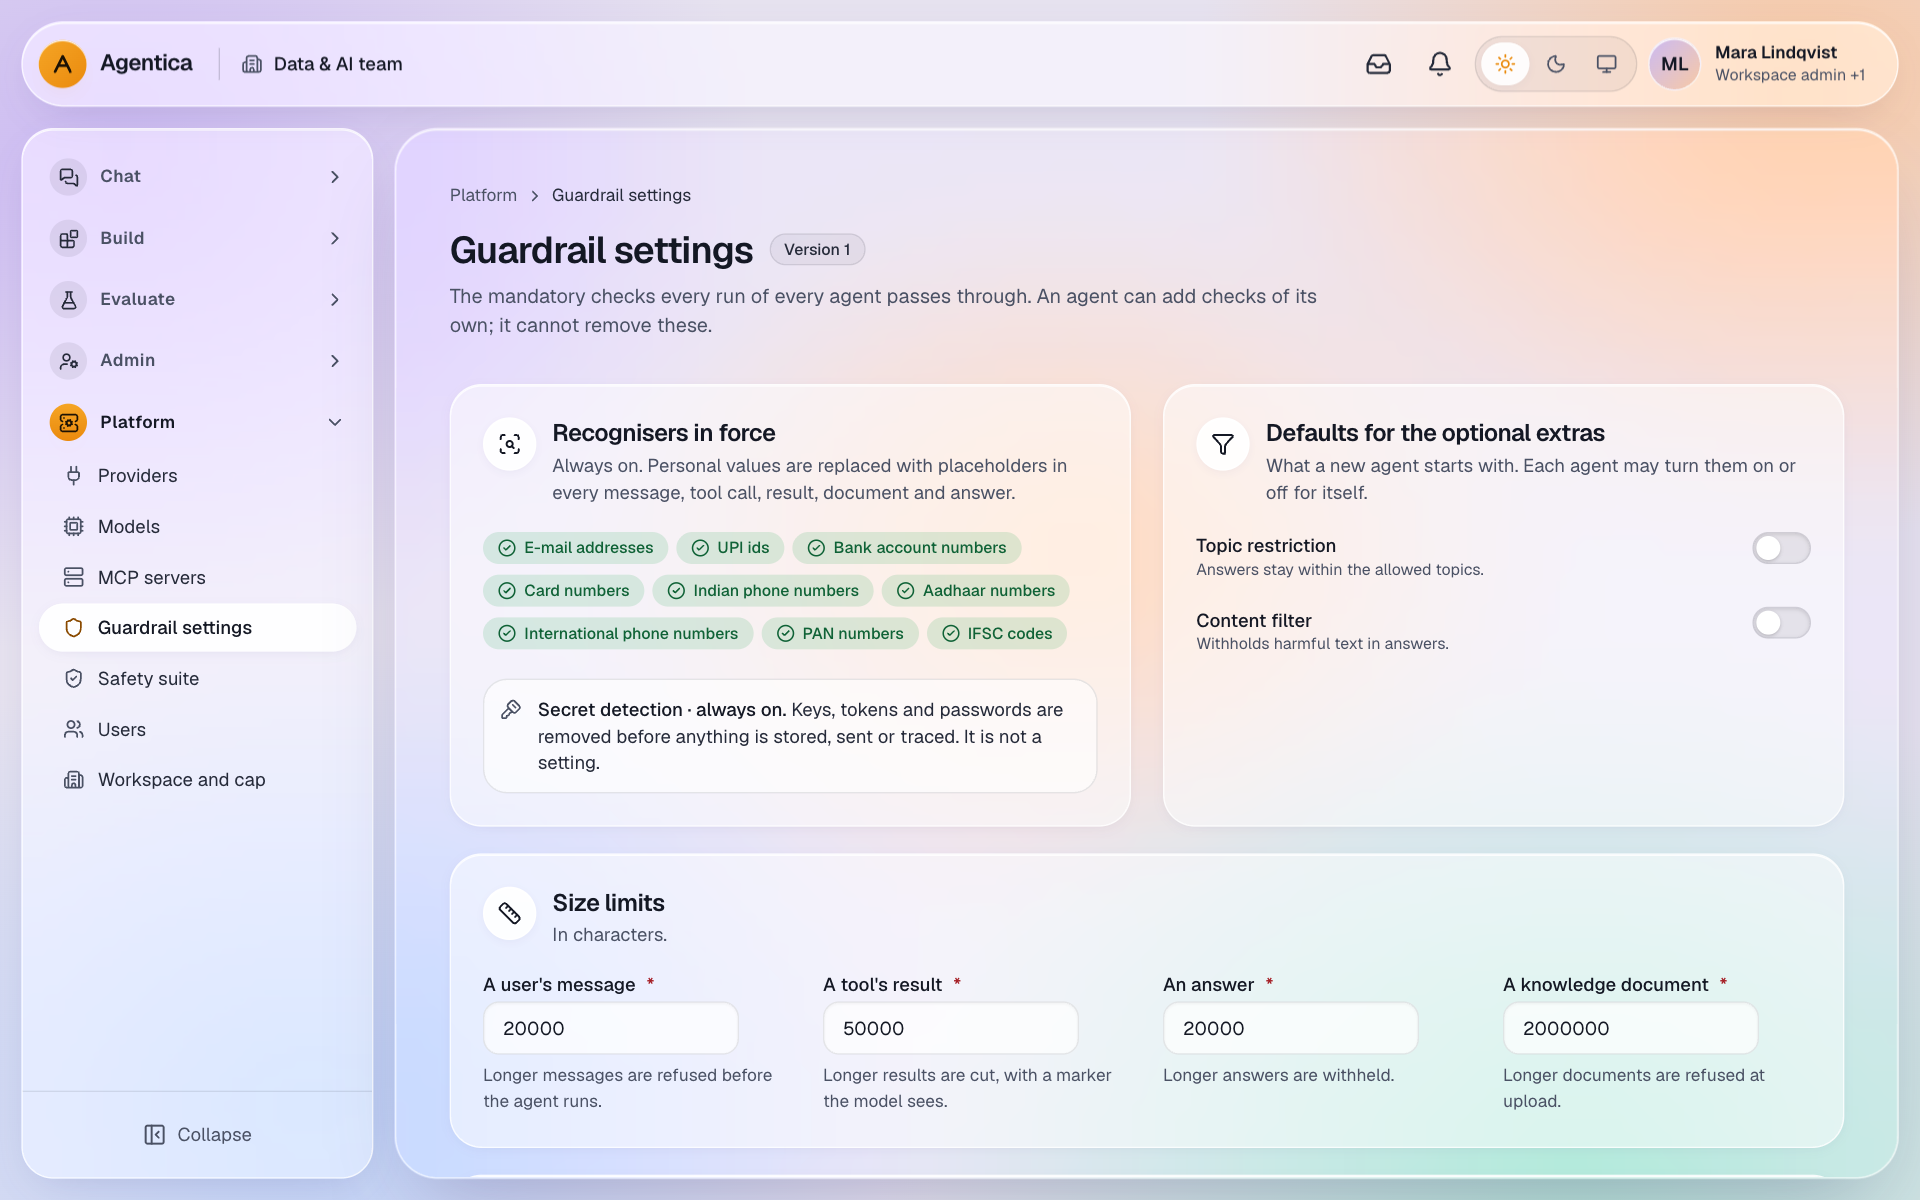 Agentica
Data & AI team
ML
Mara Lindqvist
Workspace admin +1
Chat
Build
Evaluate
Admin
Platform
Providers
Models
MCP servers
Guardrail settings
Safety suite
Users
Workspace and cap
Collapse
Platform > Guardrail settings
Guardrail settings
Version 1
The mandatory checks every run of every agent passes through. An agent can add checks of its
own; it cannot remove these.
Recognisers in force
Always on. Personal values are replaced with placeholders in
every message, tool call, result, document and answer.
E-mail addresses
UPI ids
Bank account numbers
Card numbers
Indian phone numbers
Aadhaar numbers
International phone numbers
PAN numbers
IFSC codes
Secret detection · always on. Keys, tokens and passwords are
removed before anything is stored, sent or traced. It is not a
setting.
Defaults for the optional extras
What a new agent starts with. Each agent may turn them on or
off for itself.
Topic restriction
Answers stay within the allowed topics.
Content filter
Withholds harmful text in answers.
Size limits
In characters.
A user's message *
20000
Longer messages are refused before
the agent runs.
A tool's result *
50000
Longer results are cut, with a marker
the model sees.
An answer *
20000
Longer answers are withheld.
A knowledge document *
2000000
Longer documents are refused at
upload.